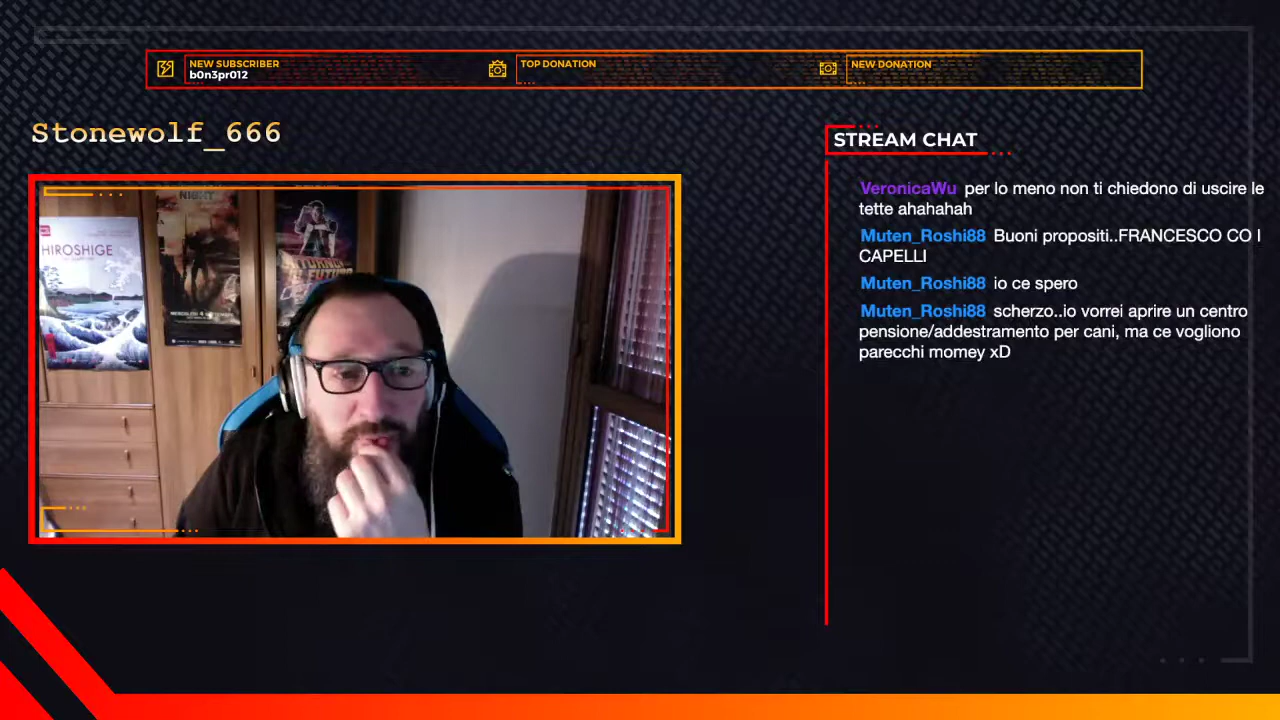 NEW SUBSCRIBER
b0n3pr012
TOP DONATION
NEW DONATION
Stonewolf_666
STREAM CHAT
VeronicaWu per lo meno non ti chiedono di uscire le
tette ahahahah
Muten_Roshi88 Buoni propositi..FRANCESCO CO I
CAPELLI
Muten_Roshi88 io ce spero
Muten_Roshi88 scherzo..io vorrei aprire un centro
pensione/addestramento per cani, ma ce vogliono
parecchi momey xD
HIROSHIGE
NIGHT
FUTURO